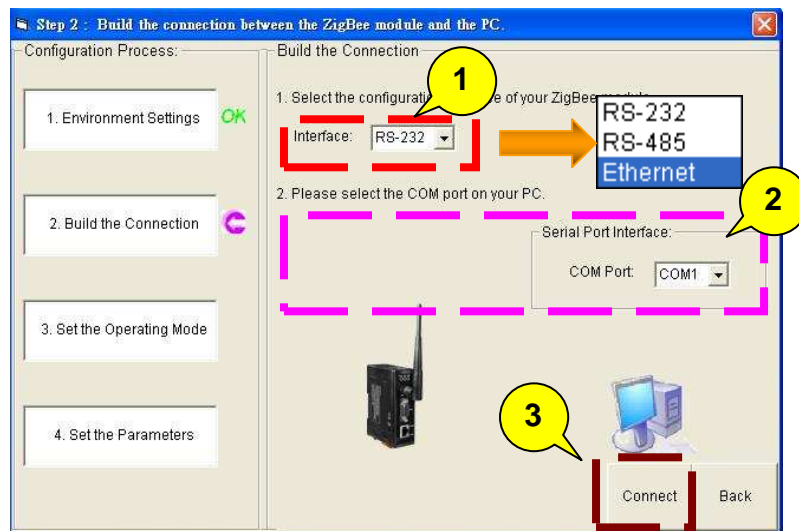 Step 2 : Build the connection between the ZigBee module and the PC.
Configuration Process:
1. Environment Settings
OK
2. Build the Connection
3. Set the Operating Mode
4. Set the Parameters
Build the Connection
1
1. Select the configurati e of your ZigBee module
Interface:
RS-232
RS-232
RS-485
Ethernet
2
2. Please select the COM port on your PC.
Serial Port Interface:
COM Port:
COM1
3
Connect
Back